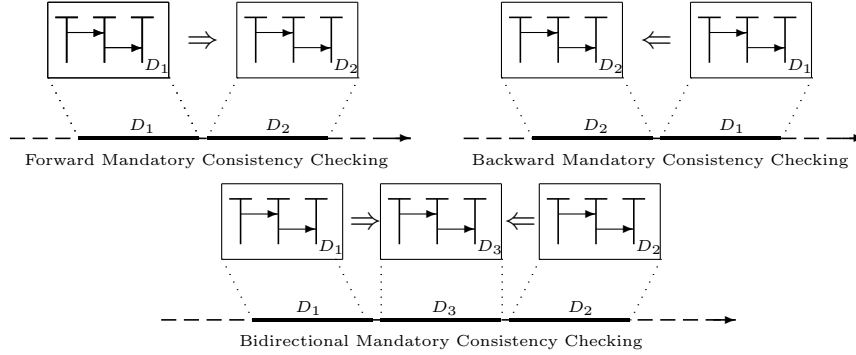 D1 ⇒ D2
D1 D2
Forward Mandatory Consistency Checking
D2 ⇐ D1
D2 D1
Backward Mandatory Consistency Checking
D1 ⇒ D3 ⇐ D2
D1 D3 D2
Bidirectional Mandatory Consistency Checking